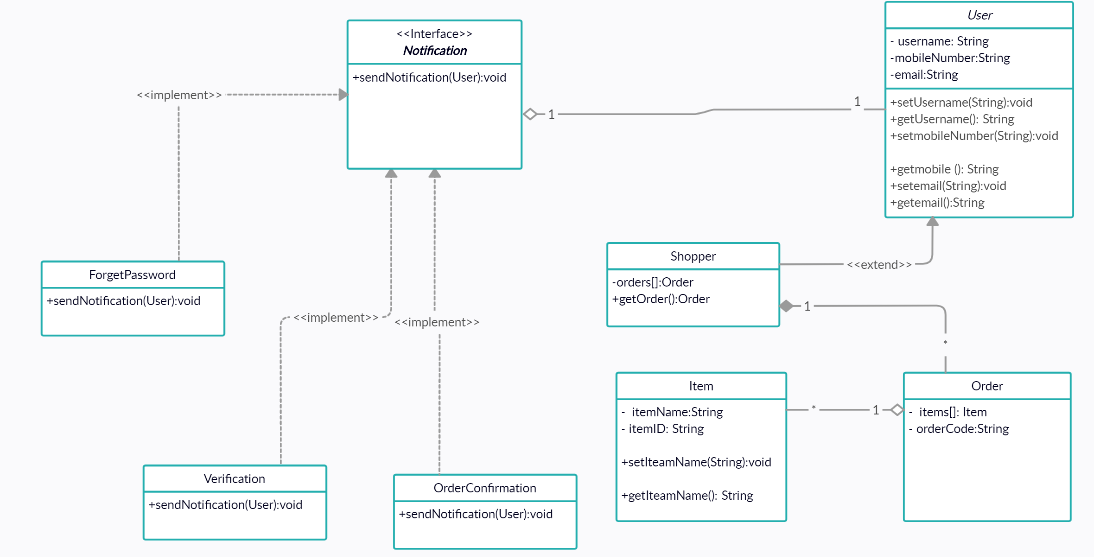 <<Interface>>
Notification
+sendNotification(User):void
User
- username: String
-mobileNumber:String
-email:String
+setUsername(String):void
+getUsername(): String
+setmobileNumber(String):void
+getmobile (): String
+setemail(String):void
+getemail():String
<<implement>>
1
1
ForgetPassword
+sendNotification(User):void
Shopper
-orders[]:Order
+getOrder():Order
<<extend>>
1
*
<<implement>>
<<implement>>
Item
- itemName:String
- itemID: String
+setIteamName(String):void
+getIteamName(): String
*
1
Order
- items[]: Item
- orderCode:String
Verification
+sendNotification(User):void
OrderConfirmation
+sendNotification(User):void